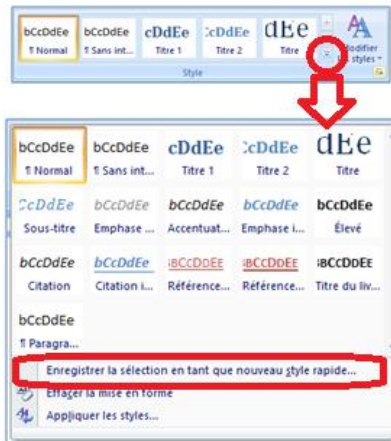 bCcDdEe bCcDdEe cDdEe CcDdEe dEe
¶ Normal ¶ Sans int... Titre 1 Titre 2 Titre Modifier les styles
Style
bCcDdEe bCcDdEe cDdEe CcDdEe dEe
¶ Normal ¶ Sans int... Titre 1 Titre 2 Titre
CcDdEe bCcDdEe bCcDdEe bCcDdEe bCcDdEe
Sous-titre Emphase ... Accentuat... Emphase i... Élevé
bCcDdEe bCcDdEe BCCDDEE BCCDDEE BCCDDEE
Citation Citation i... Référence... Référence... Titre du liv...
bCcDdEe
¶ Paragra...
Enregistrer la sélection en tant que nouveau style rapide...
Effacer la mise en forme
Appliquer les styles...